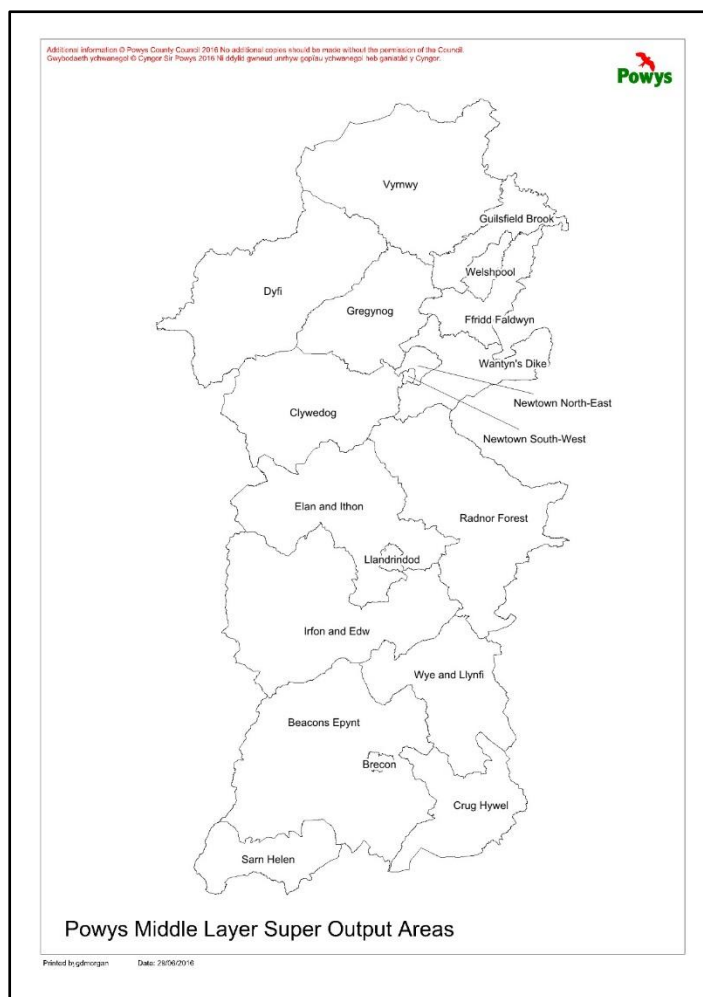 Additional information © Powys County Council 2016 No additional copies should be made without the permission of the Council.
Gwybodaeth ychwanegol © Cyngor Sir Powys 2016 Ni ddylid gwneud unrhyw gopïau ychwanegol heb ganiatâd y Cyngor.
Powys
Vyrnwy
Guilsfield Brook
Welshpool
Dyfi
Gregynog
Ffridd Faldwyn
Wantyn's Dike
Newtown North-East
Clywedog
Newtown South-West
Elan and Ithon
Radnor Forest
Llandrindod
Irfon and Edw
Wye and Llynfi
Beacons Epynt
Brecon
Crug Hywel
Sarn Helen
Powys Middle Layer Super Output Areas
Printed by gdmorgan Date: 28/06/2016